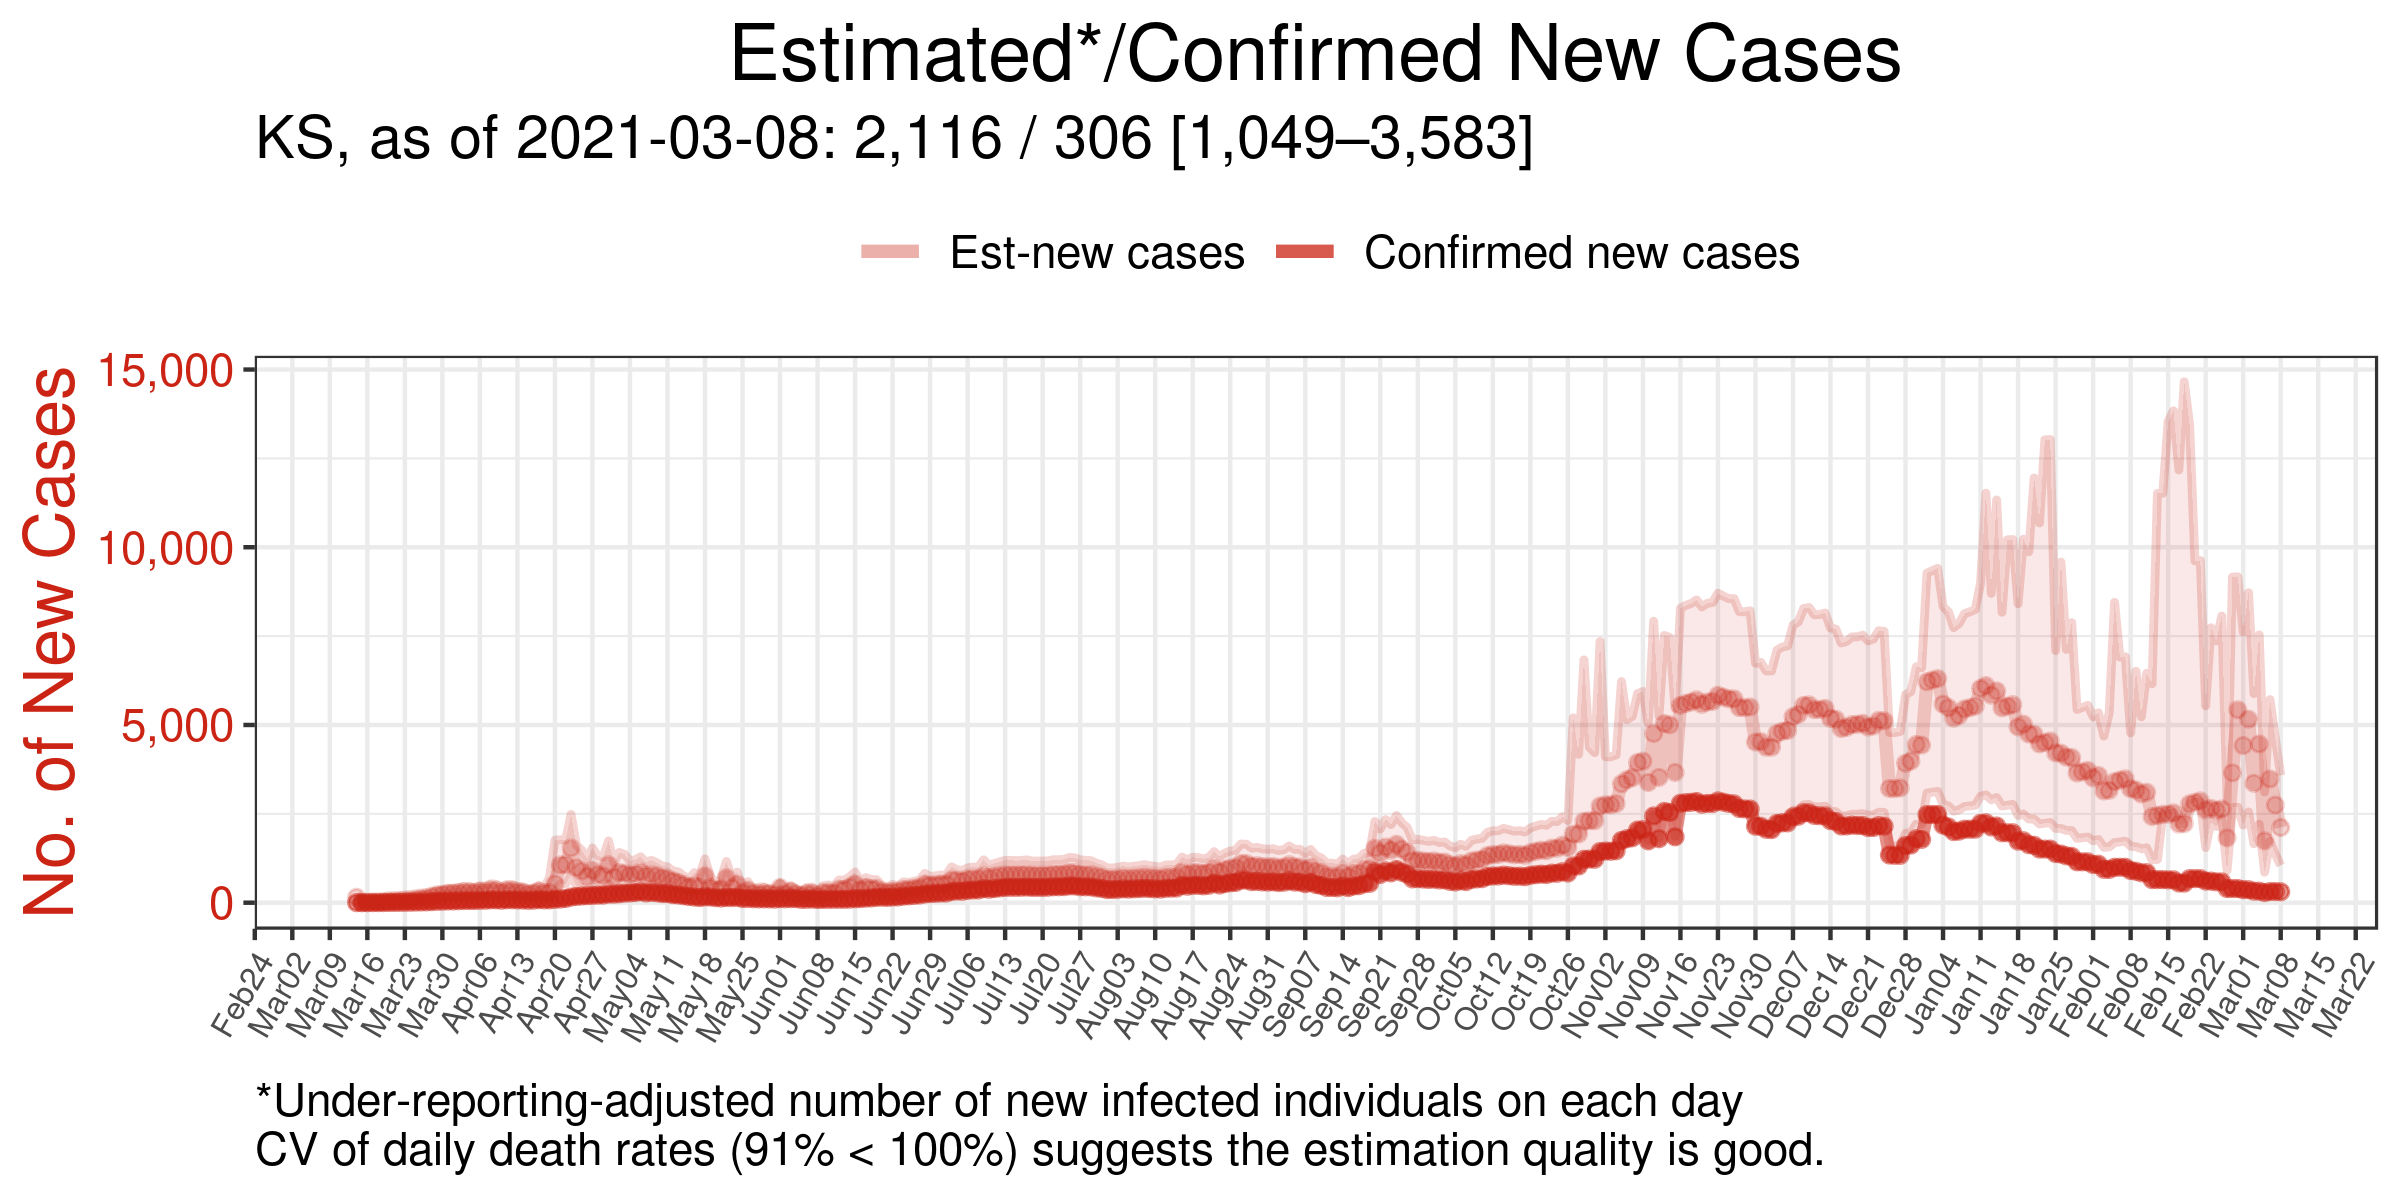 Estimated*/Confirmed New Cases
KS, as of 2021-03-08: 2,116 / 306 [1,049–3,583]
Est-new cases Confirmed new cases
No. of New Cases
15,000
10,000
5,000
0
Feb24 Mar02 Mar09 Mar16 Mar23 Mar30 Apr06 Apr13 Apr20 Apr27 May04 May11 May18 May25 Jun01 Jun08 Jun15 Jun22 Jun29 Jul06 Jul13 Jul20 Jul27 Aug03 Aug10 Aug17 Aug24 Aug31 Sep07 Sep14 Sep21 Sep28 Oct05 Oct12 Oct19 Oct26 Nov02 Nov09 Nov16 Nov23 Nov30 Dec07 Dec14 Dec21 Dec28 Jan04 Jan11 Jan18 Jan25 Feb01 Feb08 Feb15 Feb22 Mar01 Mar08 Mar15 Mar22
*Under-reporting-adjusted number of new infected individuals on each day
CV of daily death rates (91% < 100%) suggests the estimation quality is good.